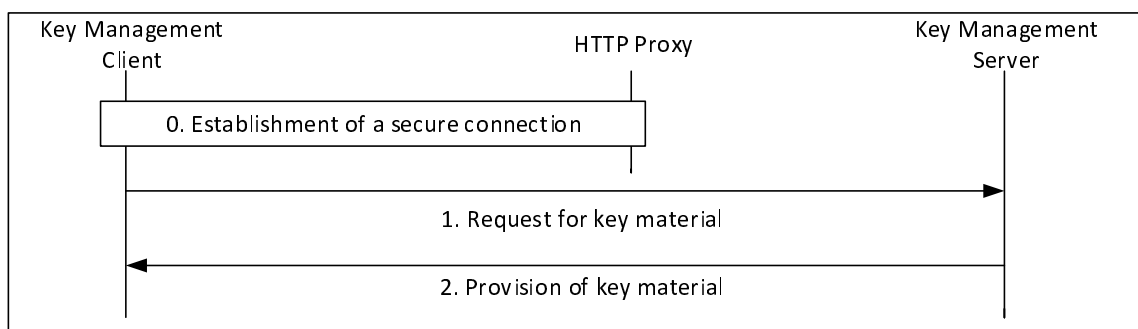 Key Management
Client
HTTP Proxy
Key Management
Server
0. Establishment of a secure connection
1. Request for key material
2. Provision of key material